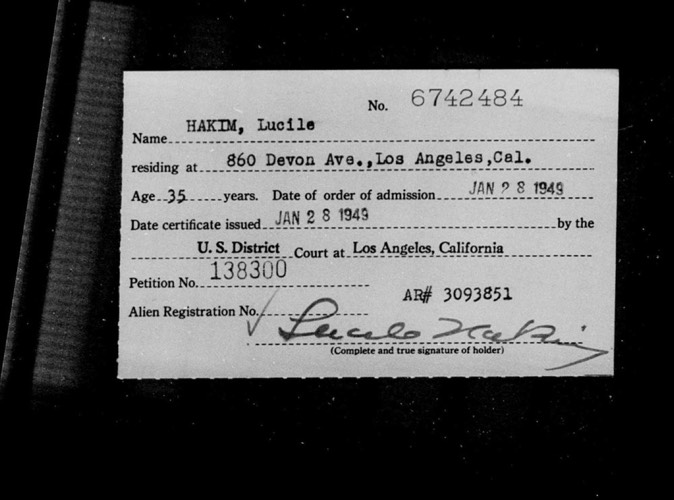 No. 6742484
Name HAKIM, Lucile
residing at 860 Devon Ave.,Los Angeles,Cal.
Age 35 years. Date of order of admission JAN 28 1949
Date certificate issued JAN 28 1949 by the
U. S. District Court at Los Angeles, California
Petition No. 138300
AR# 3093851
Alien Registration No.
Lucile Hakim
(Complete and true signature of holder)